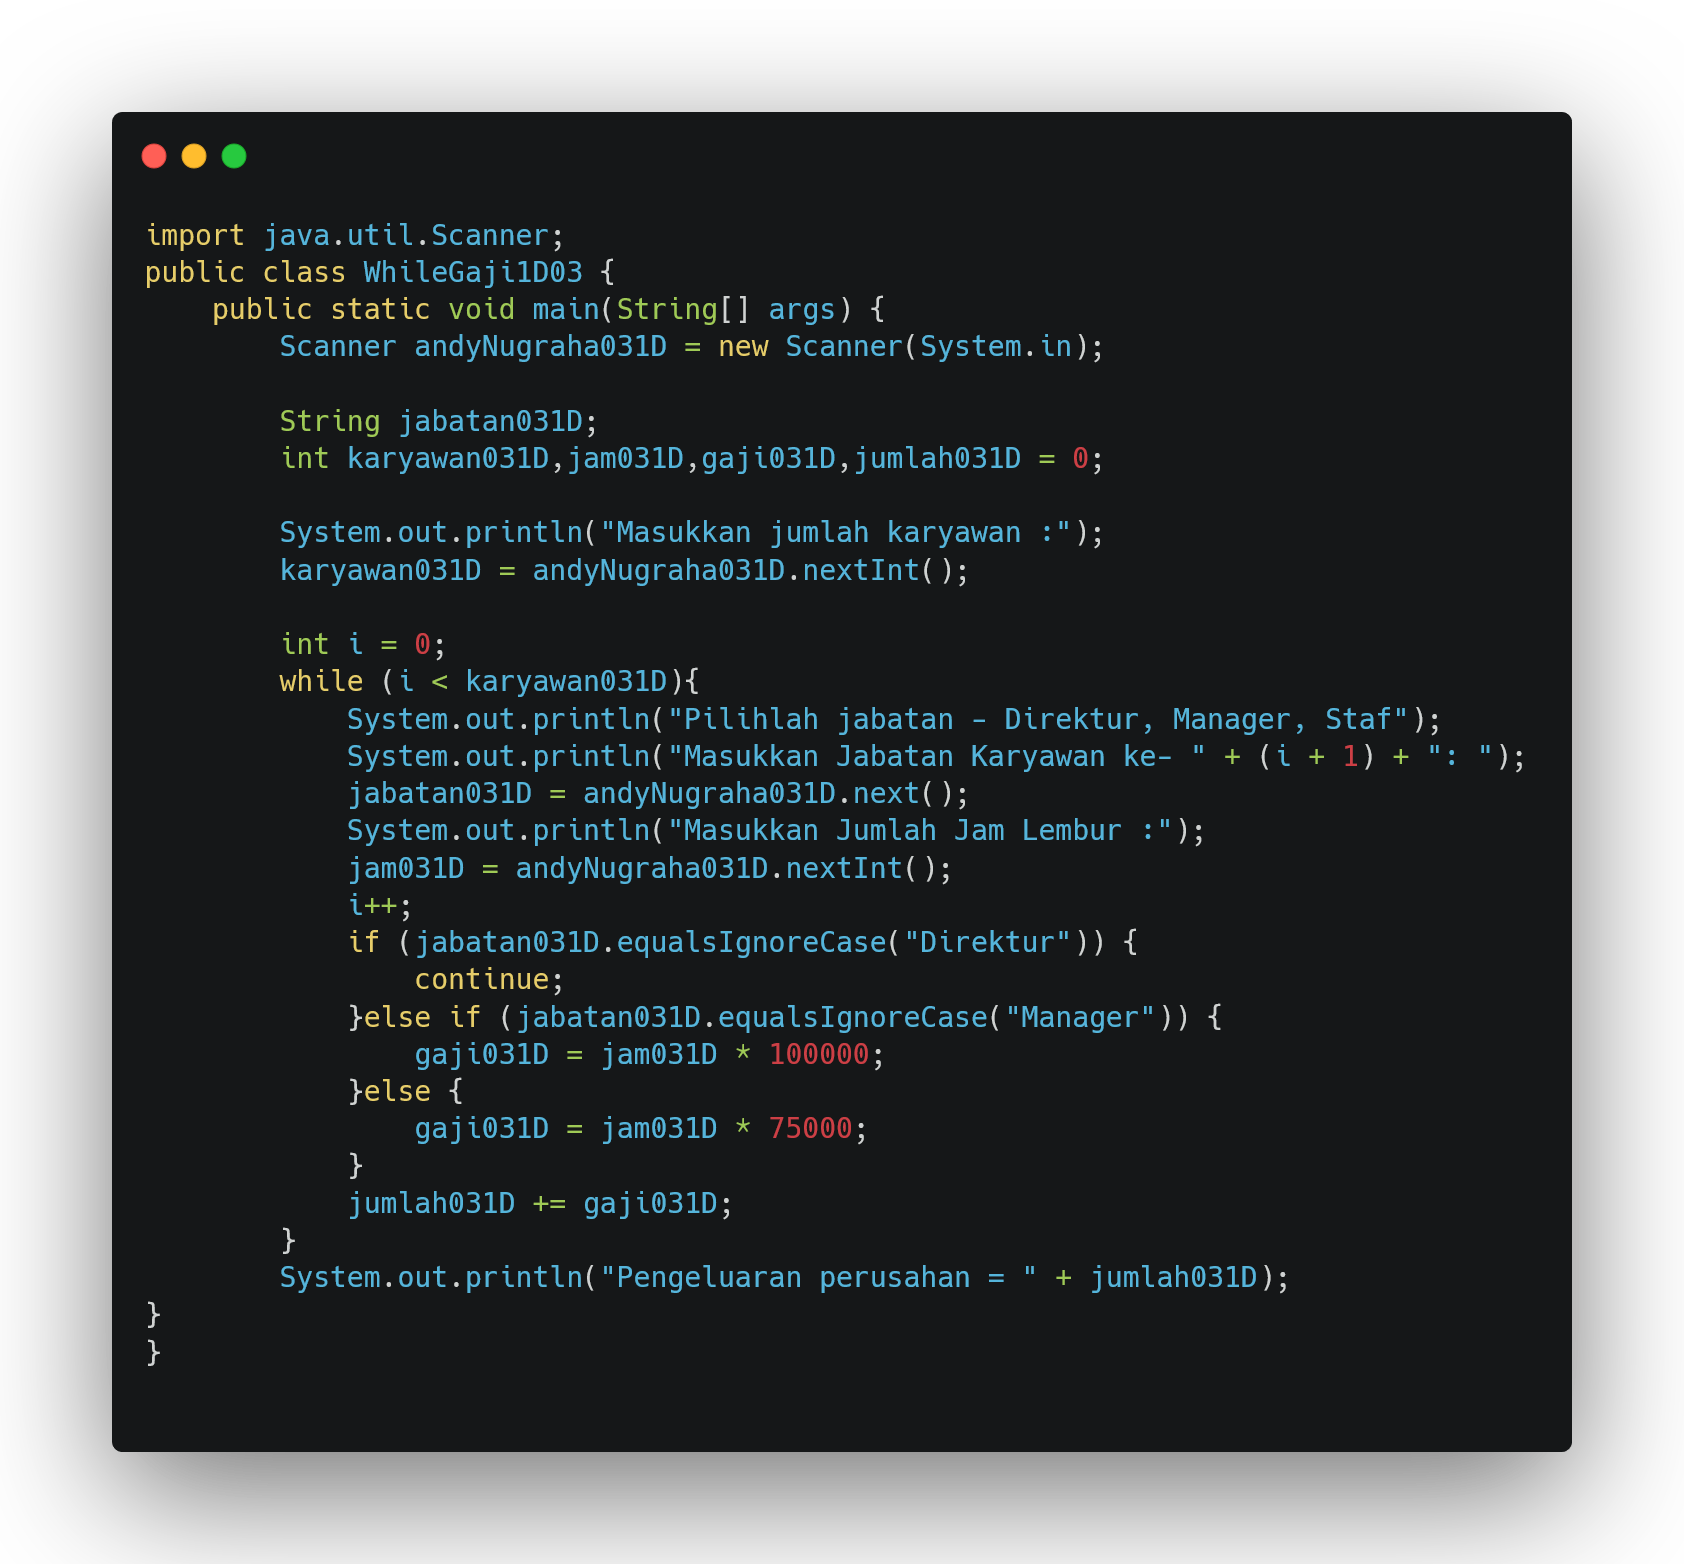 import java.util.Scanner;
public class WhileGaji1D03 {
    public static void main(String[] args) {
        Scanner andyNugraha031D = new Scanner(System.in);

        String jabatan031D;
        int karyawan031D,jam031D,gaji031D,jumlah031D = 0;

        System.out.println("Masukkan jumlah karyawan :");
        karyawan031D = andyNugraha031D.nextInt();

        int i = 0;
        while (i < karyawan031D){
            System.out.println("Pilihlah jabatan - Direktur, Manager, Staf");
            System.out.println("Masukkan Jabatan Karyawan ke- " + (i + 1) + ": ");
            jabatan031D = andyNugraha031D.next();
            System.out.println("Masukkan Jumlah Jam Lembur :");
            jam031D = andyNugraha031D.nextInt();
            i++;
            if (jabatan031D.equalsIgnoreCase("Direktur")) {
                continue;
            }else if (jabatan031D.equalsIgnoreCase("Manager")) {
                gaji031D = jam031D * 100000;
            }else {
                gaji031D = jam031D * 75000;
            }
            jumlah031D += gaji031D;
        }
        System.out.println("Pengeluaran perusahan = " + jumlah031D);
}
}